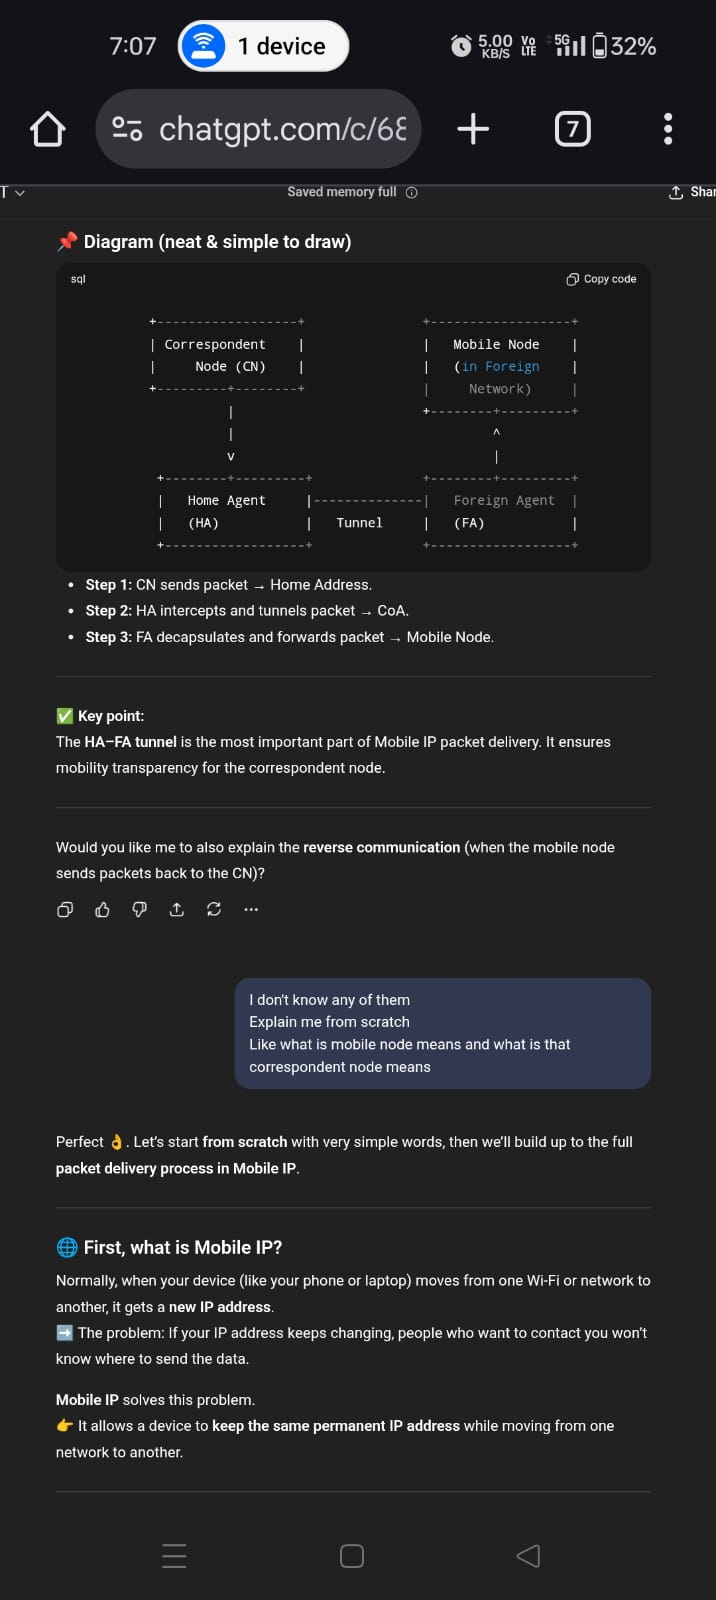 7:07 1 device 5.00 KB/S Vo LTE 5G 32%
chatgpt.com/c/68 7
T Saved memory full Shar
📌 Diagram (neat & simple to draw)
sql Copy code
+------------------+ +------------------+
| Correspondent | | Mobile Node |
| Node (CN) | | (in Foreign |
+---------+--------+ | Network) |
| +--------+---------+
| ^
v |
+--------+---------+ +--------+---------+
| Home Agent |--------------| Foreign Agent |
| (HA) | Tunnel | (FA) |
+------------------+ +------------------+
• Step 1: CN sends packet → Home Address.
• Step 2: HA intercepts and tunnels packet → CoA.
• Step 3: FA decapsulates and forwards packet → Mobile Node.
✅ Key point:
The HA–FA tunnel is the most important part of Mobile IP packet delivery. It ensures
mobility transparency for the correspondent node.
Would you like me to also explain the reverse communication (when the mobile node
sends packets back to the CN)?
I don't know any of them
Explain me from scratch
Like what is mobile node means and what is that
correspondent node means
Perfect 👌. Let's start from scratch with very simple words, then we'll build up to the full
packet delivery process in Mobile IP.
🌐 First, what is Mobile IP?
Normally, when your device (like your phone or laptop) moves from one Wi-Fi or network to
another, it gets a new IP address.
➡️ The problem: If your IP address keeps changing, people who want to contact you won't
know where to send the data.
Mobile IP solves this problem.
👉 It allows a device to keep the same permanent IP address while moving from one
network to another.